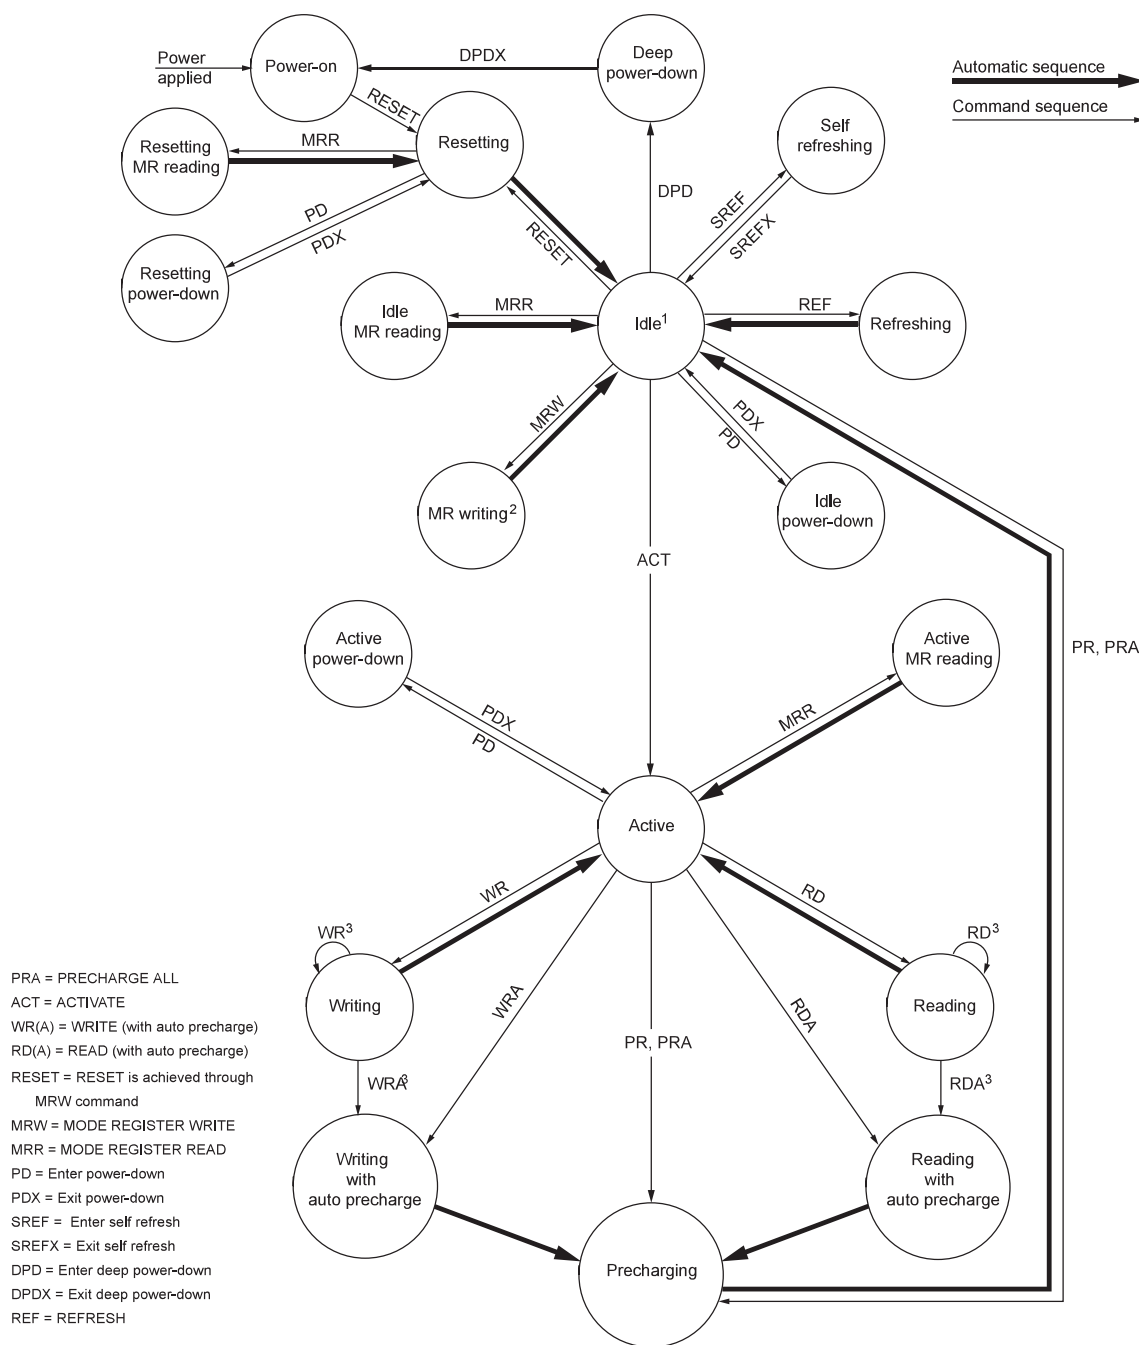 Power
applied
Power-on
DPDX
Deep
power-down
Automatic sequence
Command sequence
RESET
Resetting
MR reading
MRR
Resetting
Self
refreshing
DPD
SREF
SREFX
PD
PDX
RESET
Resetting
power-down
Idle
MR reading
MRR
Idle1
REF
Refreshing
MRW
PDX
PD
MR writing2
Idle
power-down
ACT
Active
power-down
Active
MR reading
PR, PRA
PDX
PD
MRR
Active
WR
RD
WR3
RD3
Writing
Reading
WRA
RDA
PR, PRA
WRA3
RDA3
Writing
with
auto precharge
Reading
with
auto precharge
Precharging
PRA = PRECHARGE ALL
ACT = ACTIVATE
WR(A) = WRITE (with auto precharge)
RD(A) = READ (with auto precharge)
RESET = RESET is achieved through
MRW command
MRW = MODE REGISTER WRITE
MRR = MODE REGISTER READ
PD = Enter power-down
PDX = Exit power-down
SREF = Enter self refresh
SREFX = Exit self refresh
DPD = Enter deep power-down
DPDX = Exit deep power-down
REF = REFRESH